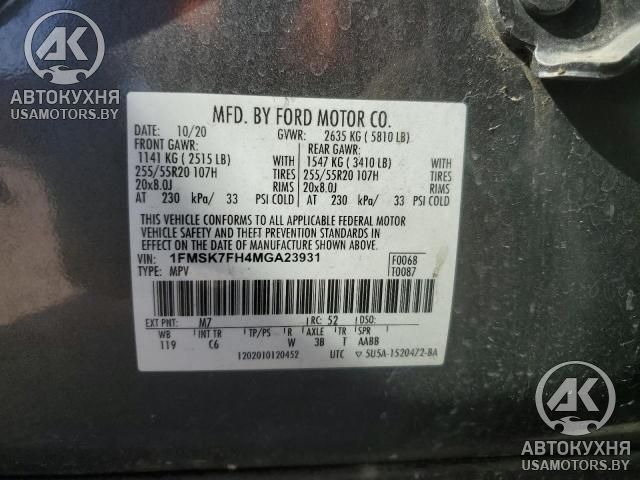 АК
АВТОКУХНЯ
USAMOTORS.BY
MFD. BY FORD MOTOR CO.
DATE: 10/20 GVWR: 2635 KG ( 5810 LB)
FRONT GAWR: REAR GAWR:
1141 KG ( 2515 LB) WITH 1547 KG ( 3410 LB) WITH
255/55R20 107H TIRES 255/55R20 107H TIRES
20x8.0J RIMS 20x8.0J RIMS
AT 230 kPa/ 33 PSI COLD AT 230 kPa/ 33 PSI COLD
THIS VEHICLE CONFORMS TO ALL APPLICABLE FEDERAL MOTOR
VEHICLE SAFETY AND THEFT PREVENTION STANDARDS IN
EFFECT ON THE DATE OF MANUFACTURE SHOWN ABOVE.
VIN: 1FMSK7FH4MGA23931 F0068
TYPE: MPV T0087
EXT PNT: M7 RC: 52 DSO:
WB INT TR TP/PS R AXLE TR SPR
119 C6 W 3B T AABB
1202010120452 UTC ▽ 5U5A-1520472-BA
АК
АВТОКУХНЯ
USAMOTORS.BY